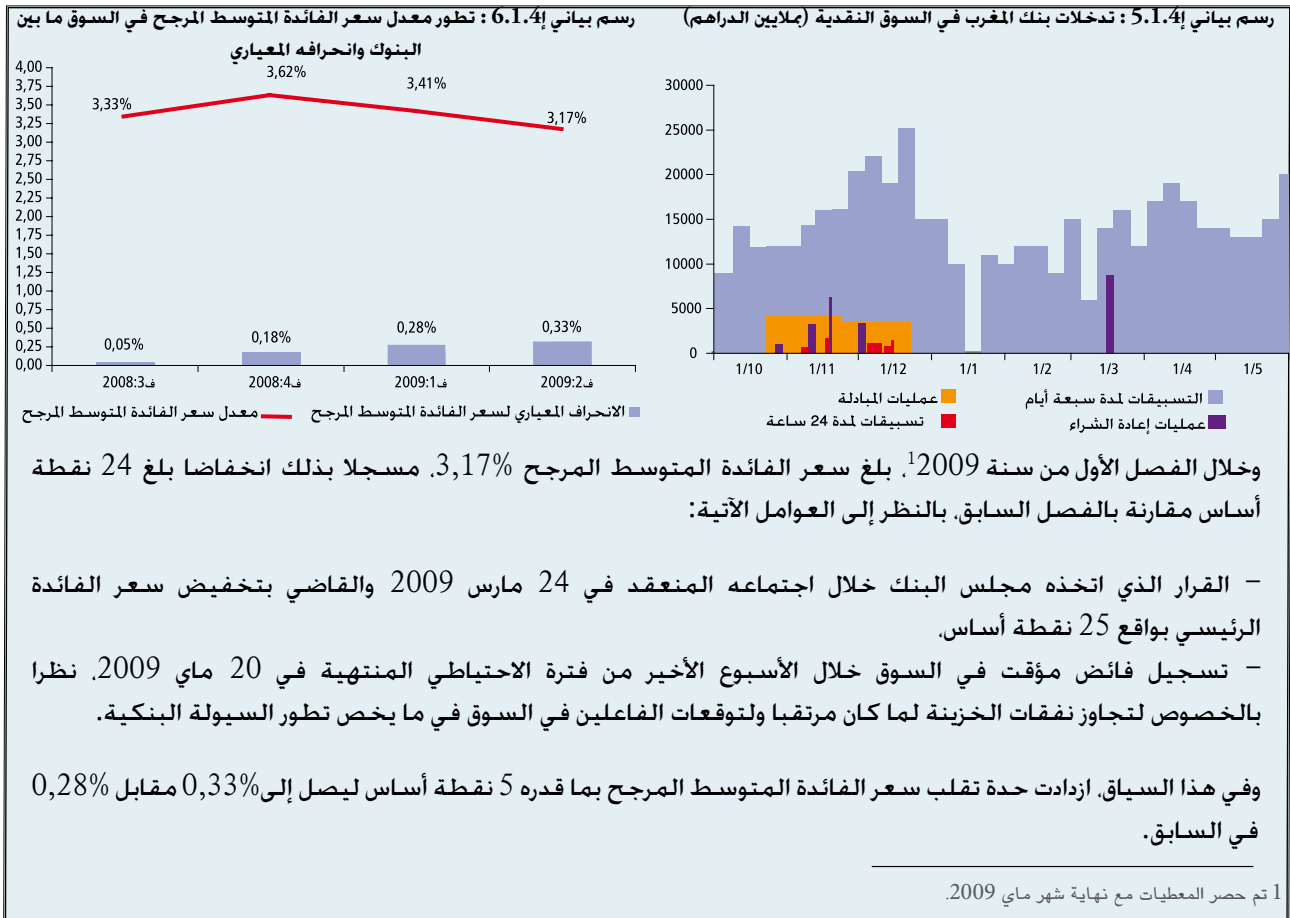 رسم بياني إ5.1.4 : تدخلات بنك المغرب في السوق النقدية (بملايين الدراهم)
30000
25000
20000
15000
10000
5000
0
1/10 1/11 1/12 1/1 1/2 1/3 1/4 1/5
التسبيقات لمدة سبعة أيام
عمليات المبادلة
عمليات إعادة الشراء
تسبيقات لمدة 24 ساعة
رسم بياني إ6.1.4 : تطور معدل سعر الفائدة المتوسط المرجح في السوق ما بين
البنوك وانحرافه المعياري
4,00
3,75
3,50
3,25
3,00
2,75
2,50
2,25
2,00
1,75
1,50
1,25
1,00
0,75
0,50
0,25
0,00
3,33% 3,62% 3,41% 3,17%
0,05% 0,18% 0,28% 0,33%
ف3:2008 ف4:2008 ف1:2009 ف2:2009
الانحراف المعياري لسعر الفائدة المتوسط المرجح
معدل سعر الفائدة المتوسط المرجح
وخلال الفصل الأول من سنة 2009¹، بلغ سعر الفائدة المتوسط المرجح 3,17%، مسجلا بذلك انخفاضا بلغ 24 نقطة
أساس مقارنة بالفصل السابق، بالنظر إلى العوامل الآتية:
– القرار الذي اتخذه مجلس البنك خلال اجتماعه المنعقد في 24 مارس 2009 والقاضي بتخفيض سعر الفائدة
الرئيسي بواقع 25 نقطة أساس،
– تسجيل فائض مؤقت في السوق خلال الأسبوع الأخير من فترة الاحتياطي المنتهية في 20 ماي 2009، نظرا
بالخصوص لتجاوز نفقات الخزينة لما كان مرتقبا ولتوقعات الفاعلين في السوق في ما يخص تطور السيولة البنكية.
وفي هذا السياق، ازدادت حدة تقلب سعر الفائدة المتوسط المرجح بما قدره 5 نقطة أساس ليصل إلى 0,33% مقابل 0,28%
في السابق.
1 تم حصر المعطيات مع نهاية شهر ماي 2009.